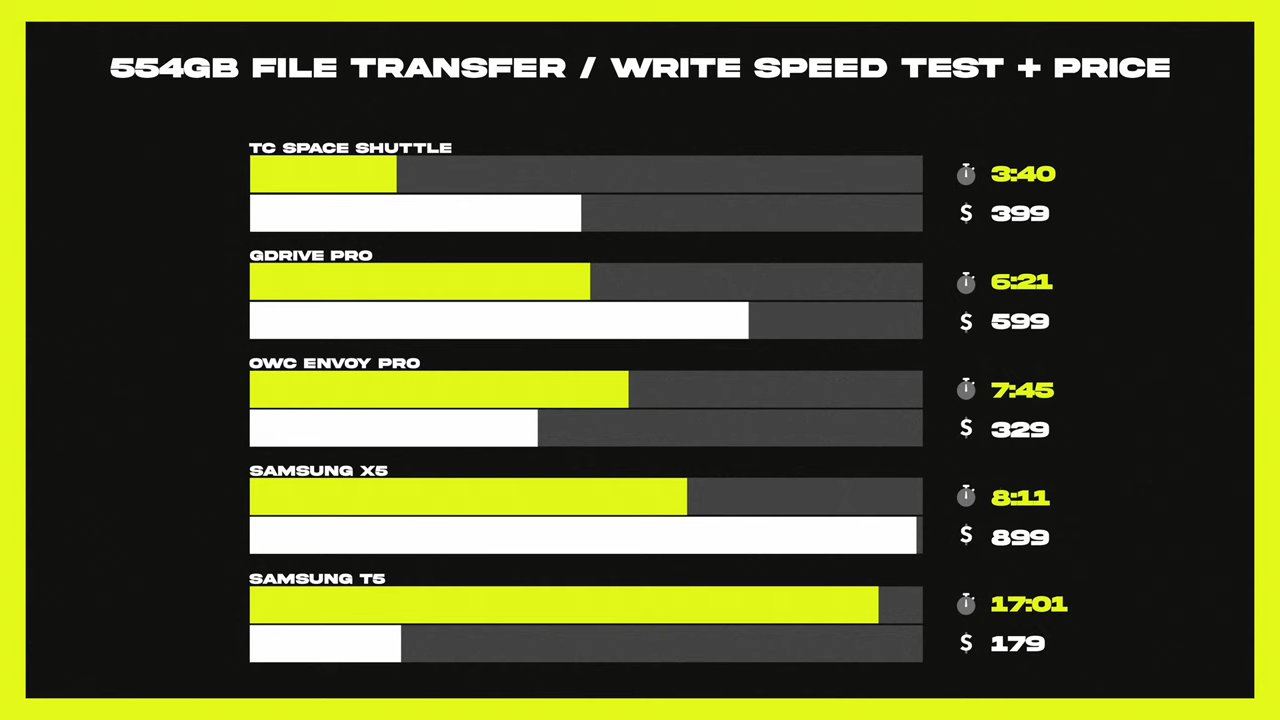 554GB FILE TRANSFER / WRITE SPEED TEST + PRICE
TC SPACE SHUTTLE
3:40
$ 399
GDRIVE PRO
6:21
$ 599
OWC ENVOY PRO
7:45
$ 329
SAMSUNG X5
8:11
$ 899
SAMSUNG T5
17:01
$ 179